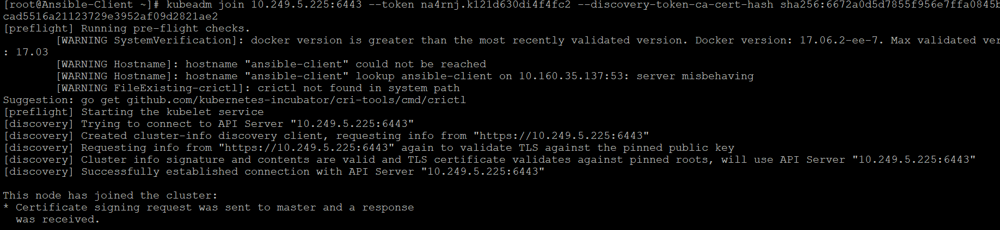 [root@Ansible-Client ~]# kubeadm join 10.249.5.225:6443 --token na4rnj.k121d630di4f4fc2 --discovery-token-ca-cert-hash sha256:6672a0d5d7855f956e7ffa0845b
cad5516a21123729e3952af09d2821ae2
[preflight] Running pre-flight checks.
[WARNING SystemVerification]: docker version is greater than the most recently validated version. Docker version: 17.06.2-ee-7. Max validated ver
: 17.03
[WARNING Hostname]: hostname "ansible-client" could not be reached
[WARNING Hostname]: hostname "ansible-client" lookup ansible-client on 10.160.35.137:53: server misbehaving
[WARNING FileExisting-crictl]: crictl not found in system path
Suggestion: go get github.com/kubernetes-incubator/cri-tools/cmd/crictl
[preflight] Starting the kubelet service
[discovery] Trying to connect to API Server "10.249.5.225:6443"
[discovery] Created cluster-info discovery client, requesting info from "https://10.249.5.225:6443"
[discovery] Requesting info from "https://10.249.5.225:6443" again to validate TLS against the pinned public key
[discovery] Cluster info signature and contents are valid and TLS certificate validates against pinned roots, will use API Server "10.249.5.225:6443"
[discovery] Successfully established connection with API Server "10.249.5.225:6443"
This node has joined the cluster:
* Certificate signing request was sent to master and a response
was received.